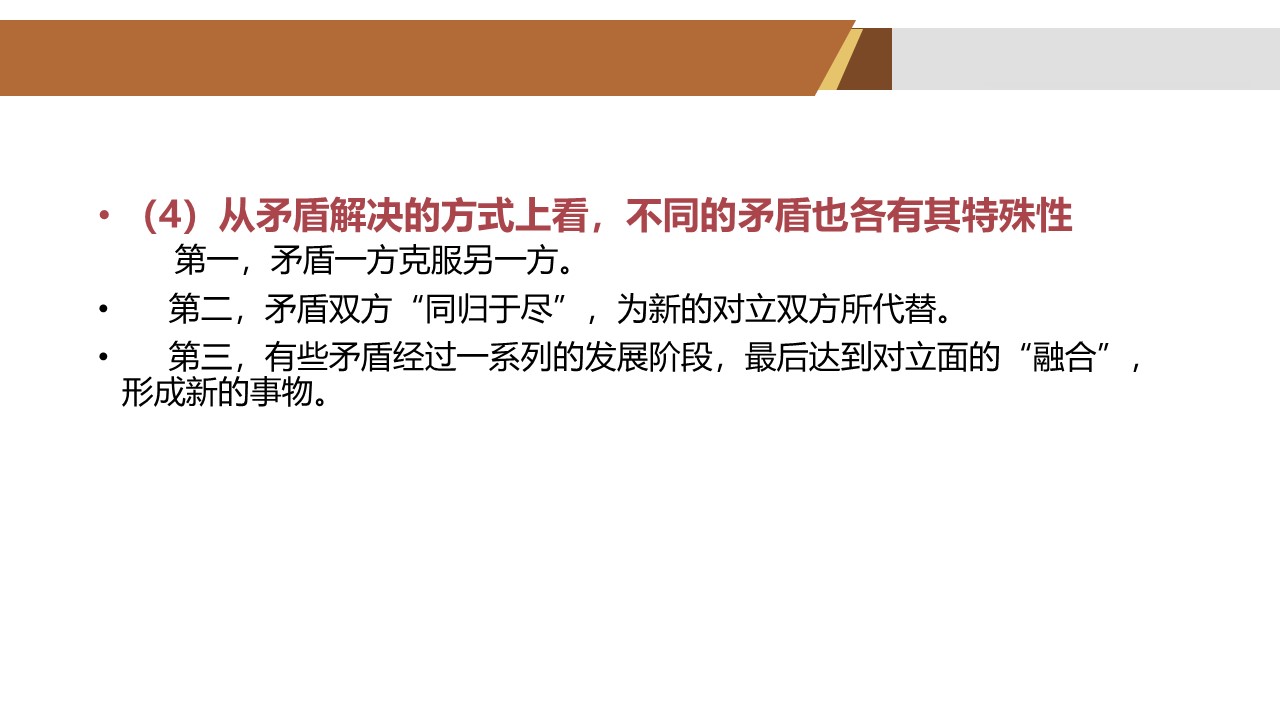 • （4）从矛盾解决的方式上看，不同的矛盾也各有其特殊性
第一，矛盾一方克服另一方。
• 第二，矛盾双方“同归于尽”，为新的对立双方所代替。
• 第三，有些矛盾经过一系列的发展阶段，最后达到对立面的“融合”，
形成新的事物。